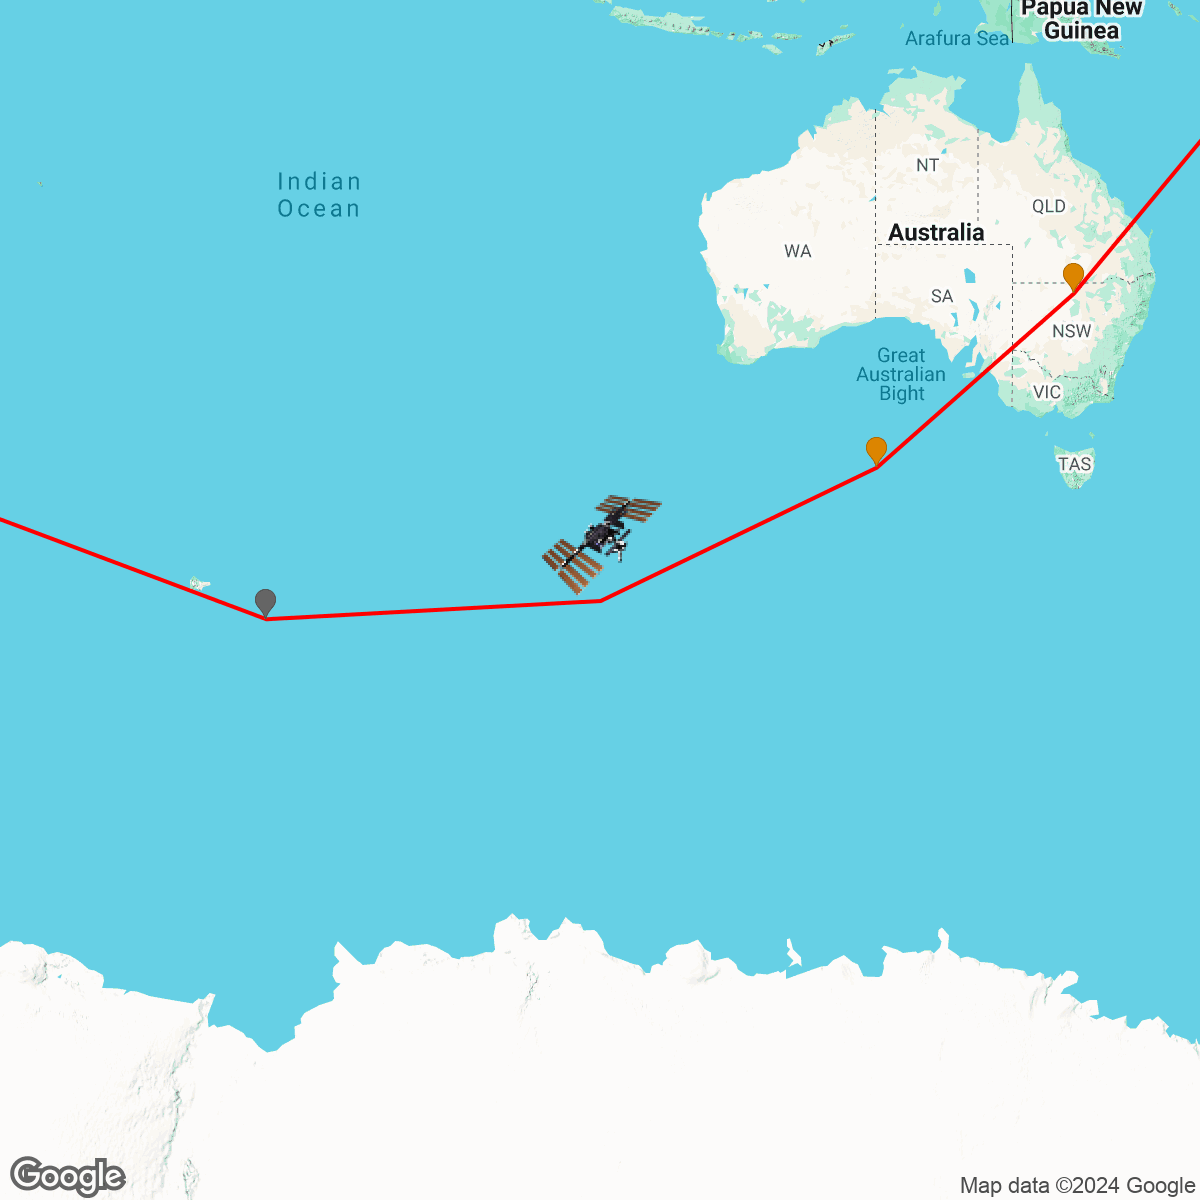 Papua New
Guinea
Arafura Sea
Indian
Ocean
NT
QLD
Australia
WA
SA
NSW
Great
Australian
Bight
VIC
TAS
Google
Map data ©2024 Google